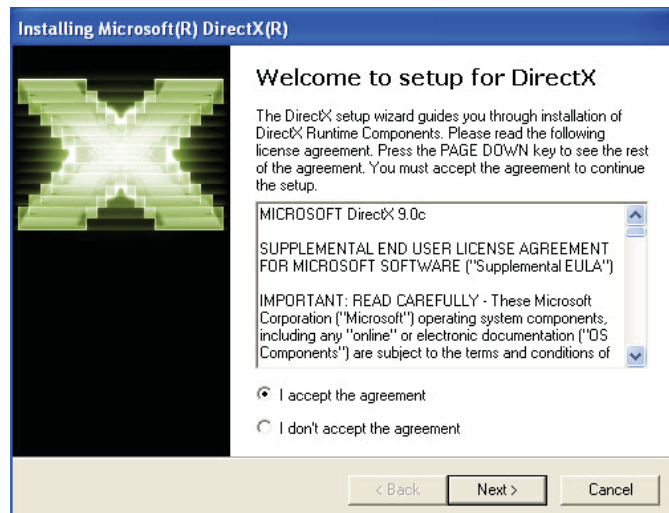 Installing Microsoft(R) DirectX(R)
Welcome to setup for DirectX
The DirectX setup wizard guides you through installation of
DirectX Runtime Components. Please read the following
license agreement. Press the PAGE DOWN key to see the rest
of the agreement. You must accept the agreement to continue
the setup.
MICROSOFT DirectX 9.0c
SUPPLEMENTAL END USER LICENSE AGREEMENT
FOR MICROSOFT SOFTWARE ("Supplemental EULA")
IMPORTANT: READ CAREFULLY - These Microsoft
Corporation ("Microsoft") operating system components,
including any "online" or electronic documentation ("OS
Components") are subject to the terms and conditions of
I accept the agreement
I don't accept the agreement
< Back Next > Cancel